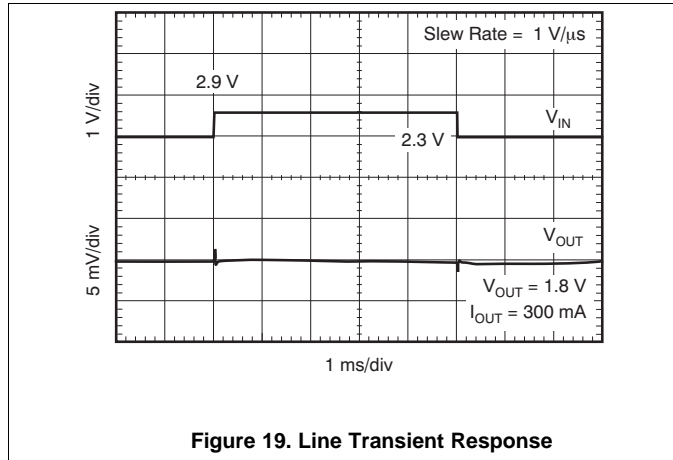 Slew Rate = 1 V/μs
2.9 V
1 V/div
V_IN
2.3 V
V_OUT
5 mV/div
V_OUT = 1.8 V
I_OUT = 300 mA
1 ms/div
Figure 19. Line Transient Response